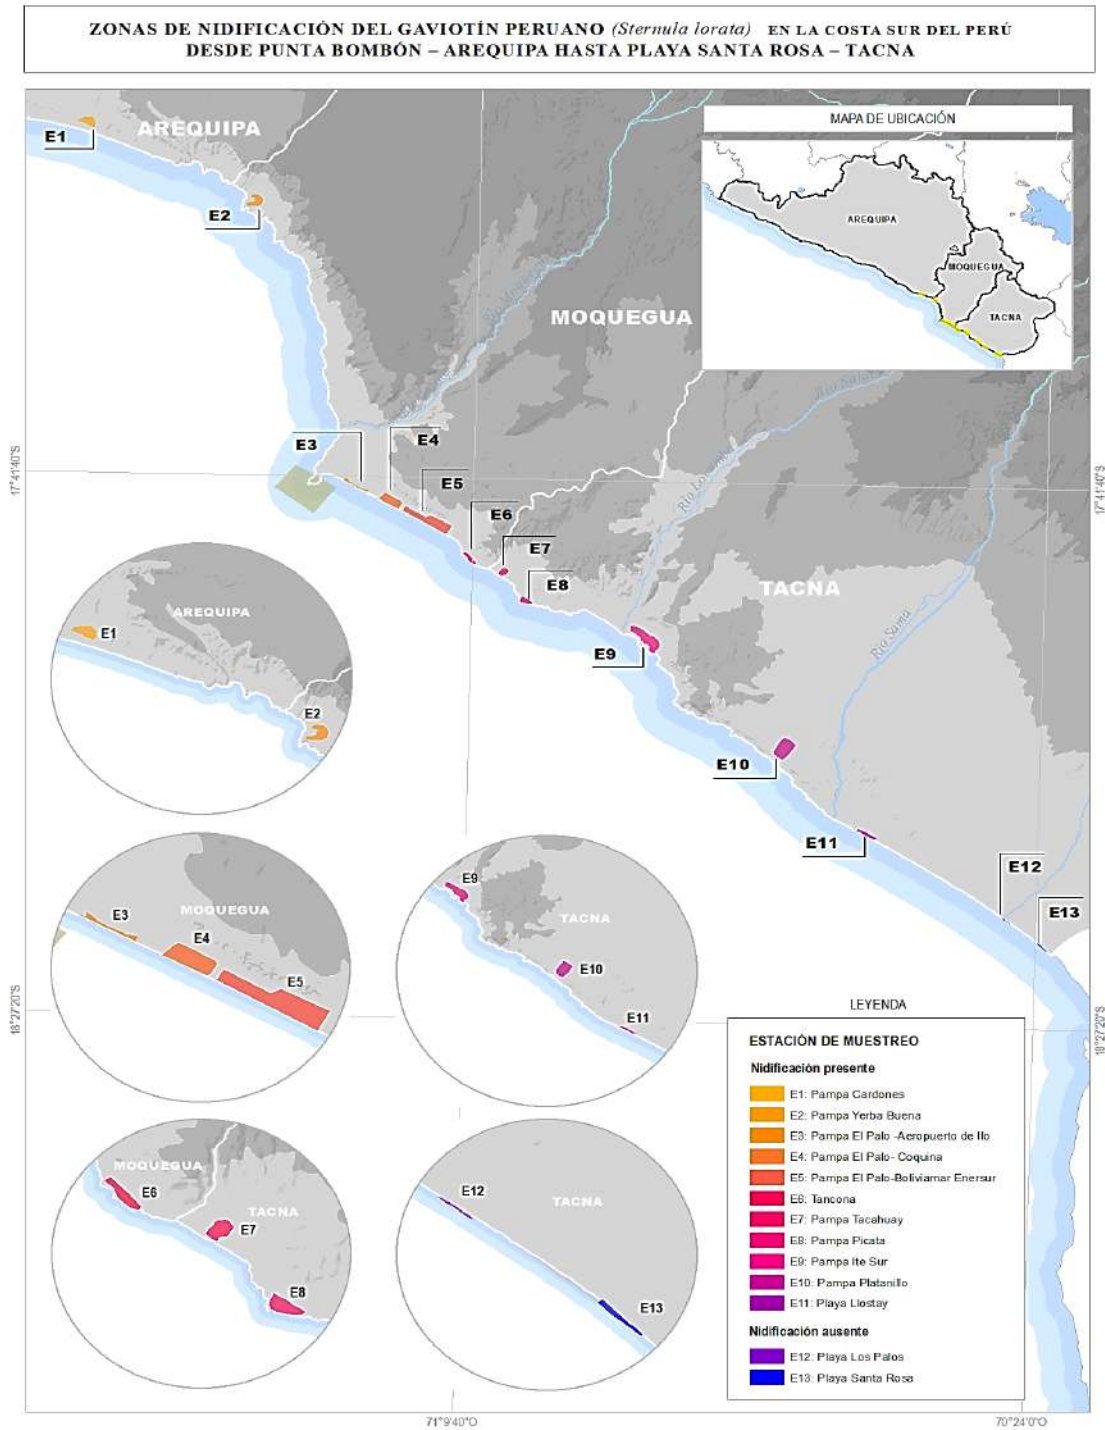 ZONAS DE NIDIFICACIÓN DEL GAVIOTÍN PERUANO (Sternula lorata) EN LA COSTA SUR DEL PERÚ
DESDE PUNTA BOMBÓN – AREQUIPA HASTA PLAYA SANTA ROSA – TACNA
MAPA DE UBICACIÓN
AREQUIPA
MOQUEGUA
TACNA
AREQUIPA
E1
E2
MOQUEGUA
E3
E4
E5
E6
E7
E8
TACNA
E9
Río Sama
E10
E11
E12
E13
17°41'40"S
17°41'40"S
18°27'20"S
18°27'20"S
71°9'40"O
70°24'0"O
AREQUIPA
E1
E2
MOQUEGUA
E3
E4
E5
E9
TACNA
E10
E11
MOQUEGUA
E6
TACNA
E7
E8
E12
TACNA
E13
LEYENDA
ESTACIÓN DE MUESTREO
Nidificación presente
E1: Pampa Cardones
E2: Pampa Yerba Buena
E3: Pampa El Palo -Aeropuerto de Ilo
E4: Pampa El Palo- Coquina
E5: Pampa El Palo-Boliviamar Enersur
E6: Tancona
E7: Pampa Tacahuay
E8: Pampa Picata
E9: Pampa Ite Sur
E10: Pampa Platanillo
E11: Playa Llostay
Nidificación ausente
E12: Playa Los Palos
E13: Playa Santa Rosa